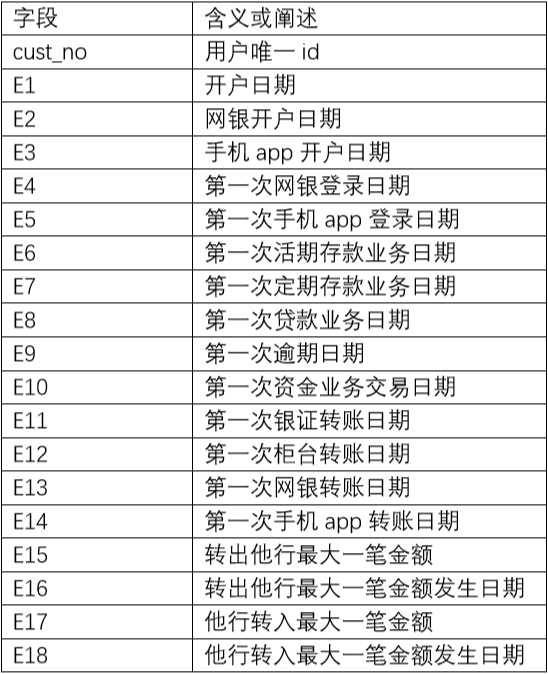 字段 含义或阐述
cust_no 用户唯一 id
E1 开户日期
E2 网银开户日期
E3 手机 app 开户日期
E4 第一次网银登录日期
E5 第一次手机 app 登录日期
E6 第一次活期存款业务日期
E7 第一次定期存款业务日期
E8 第一次贷款业务日期
E9 第一次逾期日期
E10 第一次资金业务交易日期
E11 第一次银证转账日期
E12 第一次柜台转账日期
E13 第一次网银转账日期
E14 第一次手机 app 转账日期
E15 转出他行最大一笔金额
E16 转出他行最大一笔金额发生日期
E17 他行转入最大一笔金额
E18 他行转入最大一笔金额发生日期